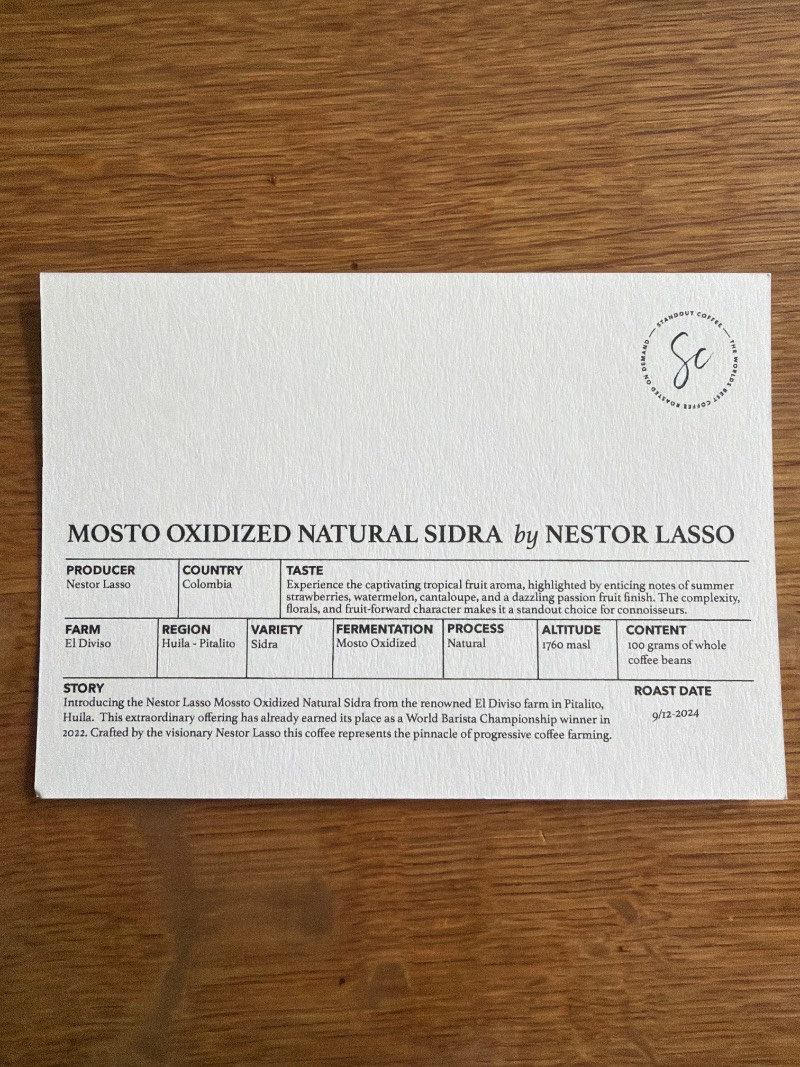 STANDOUT COFFEE — THE WORLDS BEST COFFEE ROASTED ON DEMAND —
Sc
MOSTO OXIDIZED NATURAL SIDRA by NESTOR LASSO
PRODUCER COUNTRY TASTE
Nestor Lasso Colombia Experience the captivating tropical fruit aroma, highlighted by enticing notes of summer
strawberries, watermelon, cantaloupe, and a dazzling passion fruit finish. The complexity,
florals, and fruit-forward character makes it a standout choice for connoisseurs.
FARM REGION VARIETY FERMENTATION PROCESS ALTITUDE CONTENT
El Diviso Huila - Pitalito Sidra Mosto Oxidized Natural 1760 masl 100 grams of whole
coffee beans
STORY ROAST DATE
Introducing the Nestor Lasso Mossto Oxidized Natural Sidra from the renowned El Diviso farm in Pitalito,
Huila. This extraordinary offering has already earned its place as a World Barista Championship winner in
2022. Crafted by the visionary Nestor Lasso this coffee represents the pinnacle of progressive coffee farming.
9/12-2024